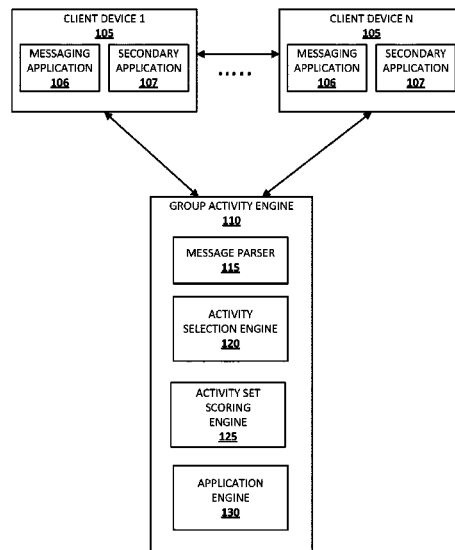 CLIENT DEVICE 1
105
MESSAGING
APPLICATION
106
SECONDARY
APPLICATION
107
.....
CLIENT DEVICE N
105
MESSAGING
APPLICATION
106
SECONDARY
APPLICATION
107
GROUP ACTIVITY ENGINE
110
MESSAGE PARSER
115
ACTIVITY
SELECTION ENGINE
120
ACTIVITY SET
SCORING
ENGINE
125
APPLICATION
ENGINE
130